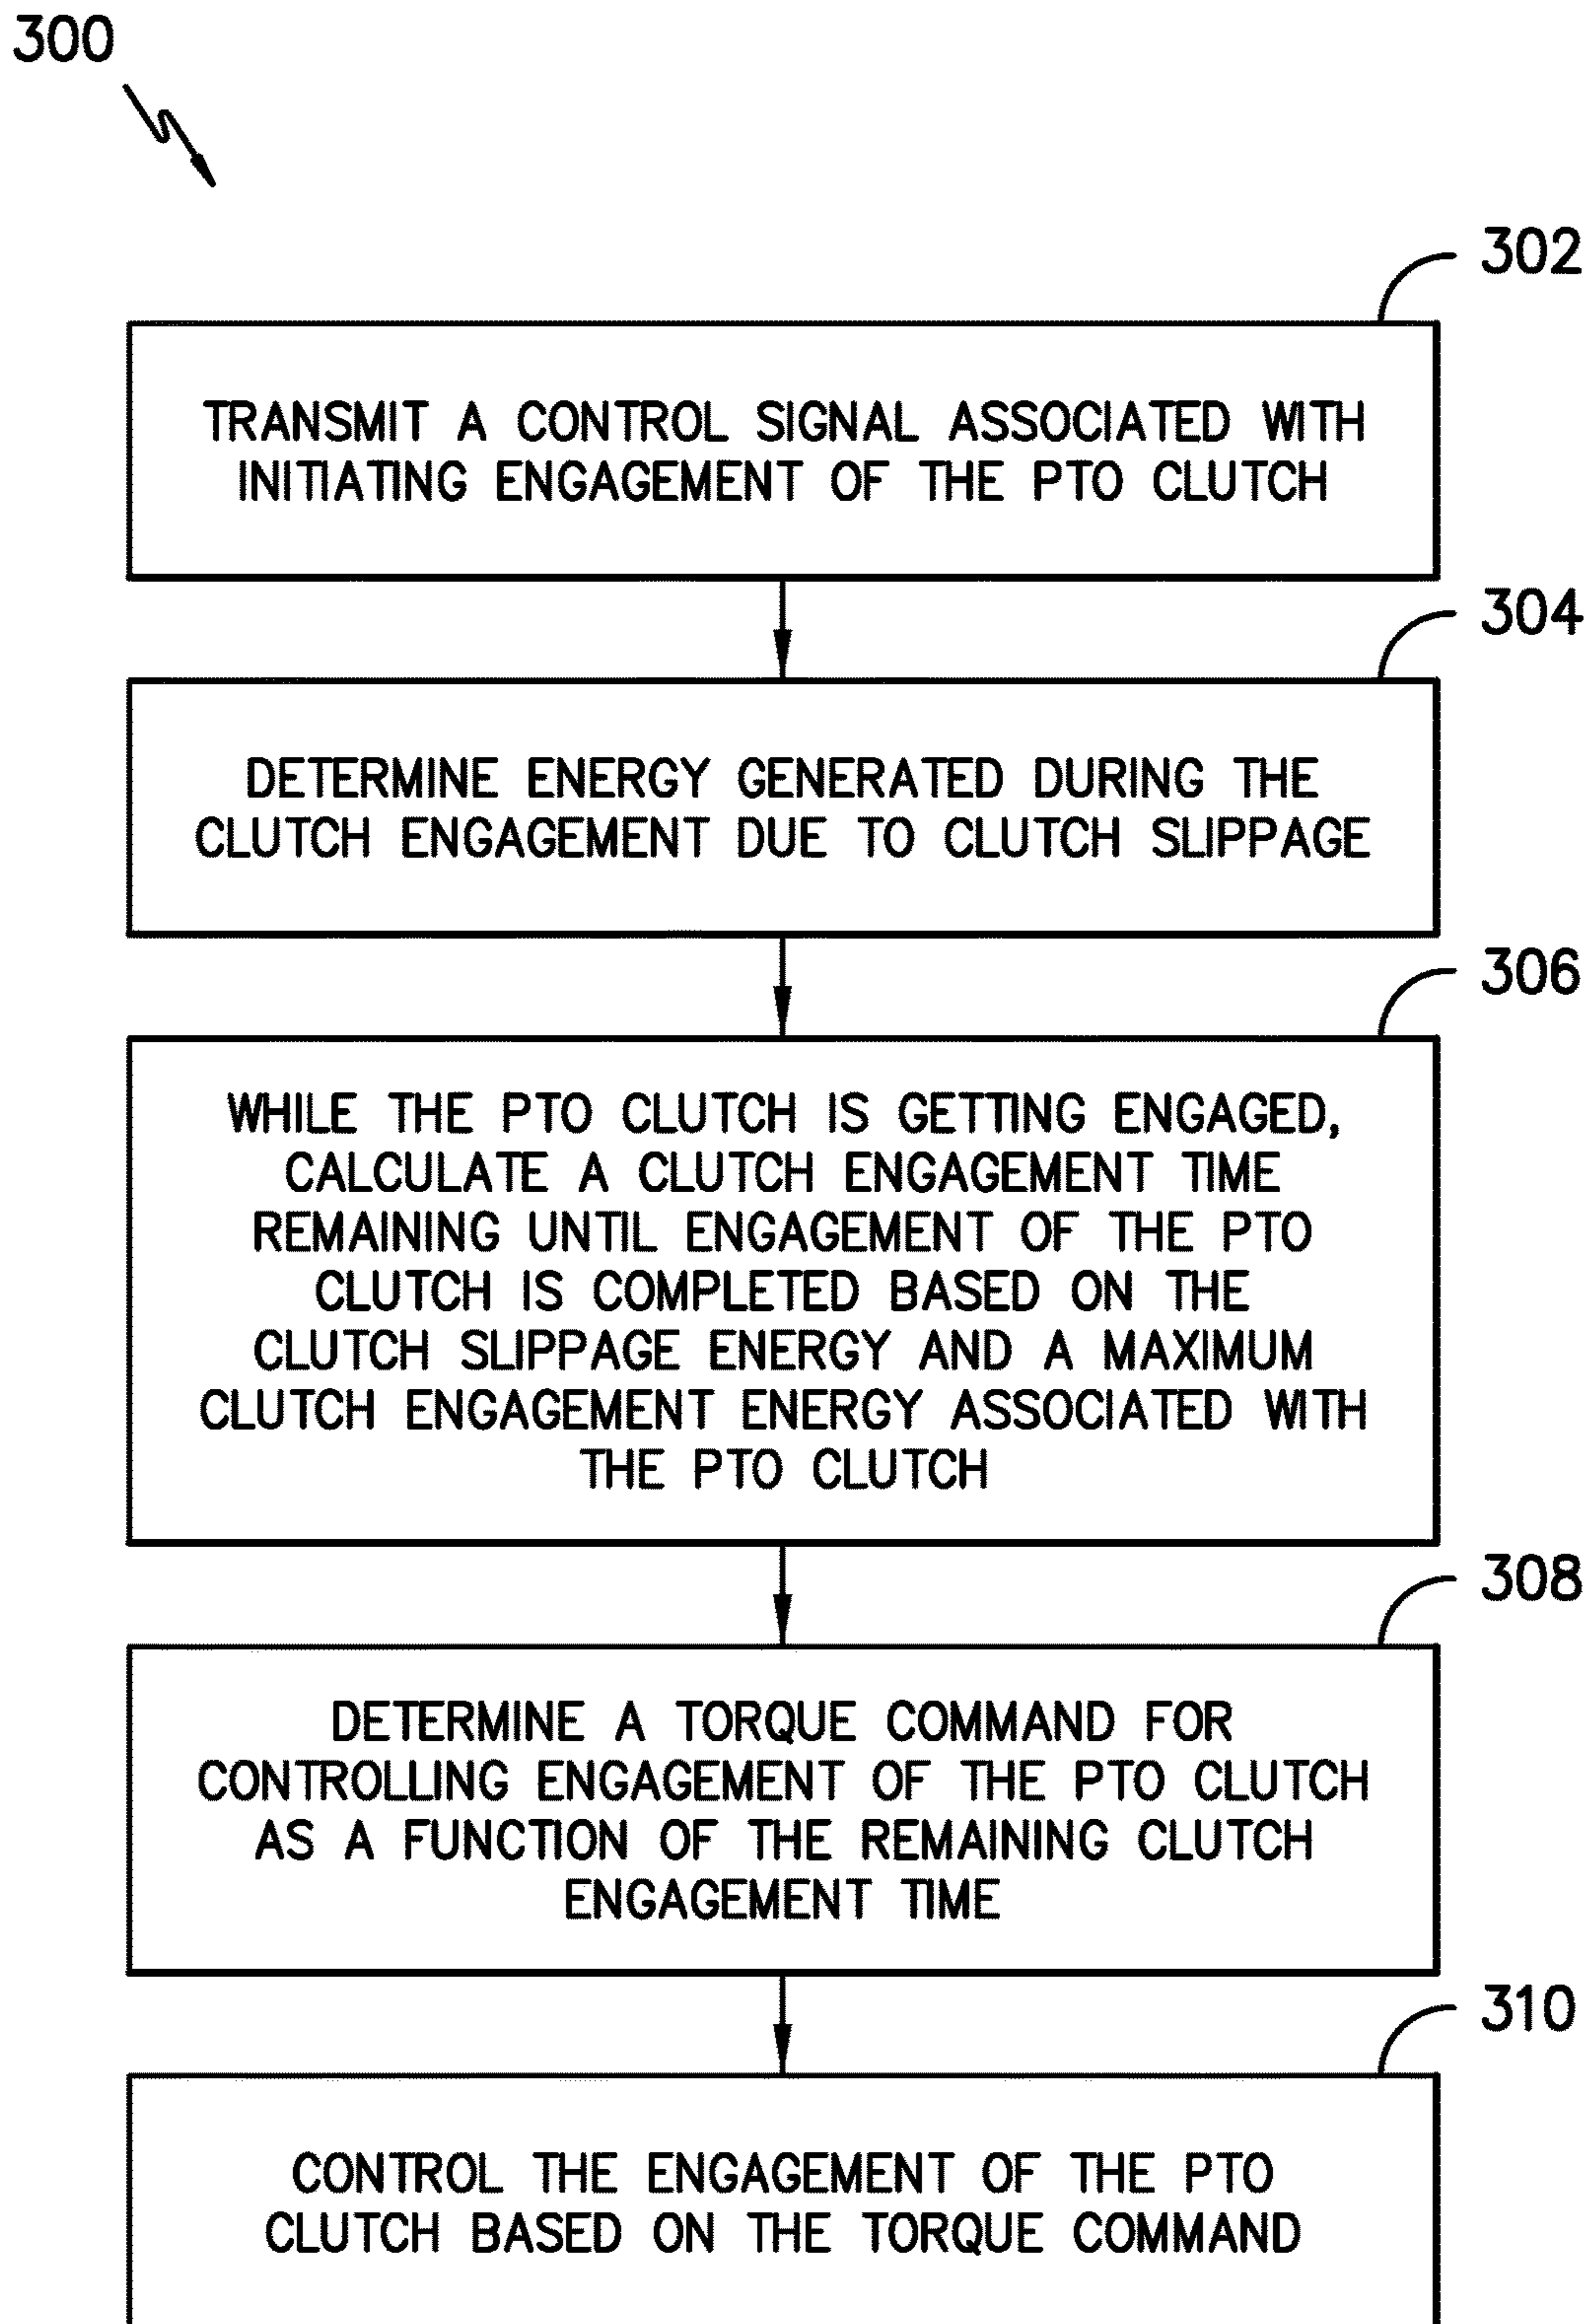 300
302
TRANSMIT A CONTROL SIGNAL ASSOCIATED WITH
INITIATING ENGAGEMENT OF THE PTO CLUTCH
304
DETERMINE ENERGY GENERATED DURING THE
CLUTCH ENGAGEMENT DUE TO CLUTCH SLIPPAGE
306
WHILE THE PTO CLUTCH IS GETTING ENGAGED,
CALCULATE A CLUTCH ENGAGEMENT TIME
REMAINING UNTIL ENGAGEMENT OF THE PTO
CLUTCH IS COMPLETED BASED ON THE
CLUTCH SLIPPAGE ENERGY AND A MAXIMUM
CLUTCH ENGAGEMENT ENERGY ASSOCIATED WITH
THE PTO CLUTCH
308
DETERMINE A TORQUE COMMAND FOR
CONTROLLING ENGAGEMENT OF THE PTO CLUTCH
AS A FUNCTION OF THE REMAINING CLUTCH
ENGAGEMENT TIME
310
CONTROL THE ENGAGEMENT OF THE PTO
CLUTCH BASED ON THE TORQUE COMMAND